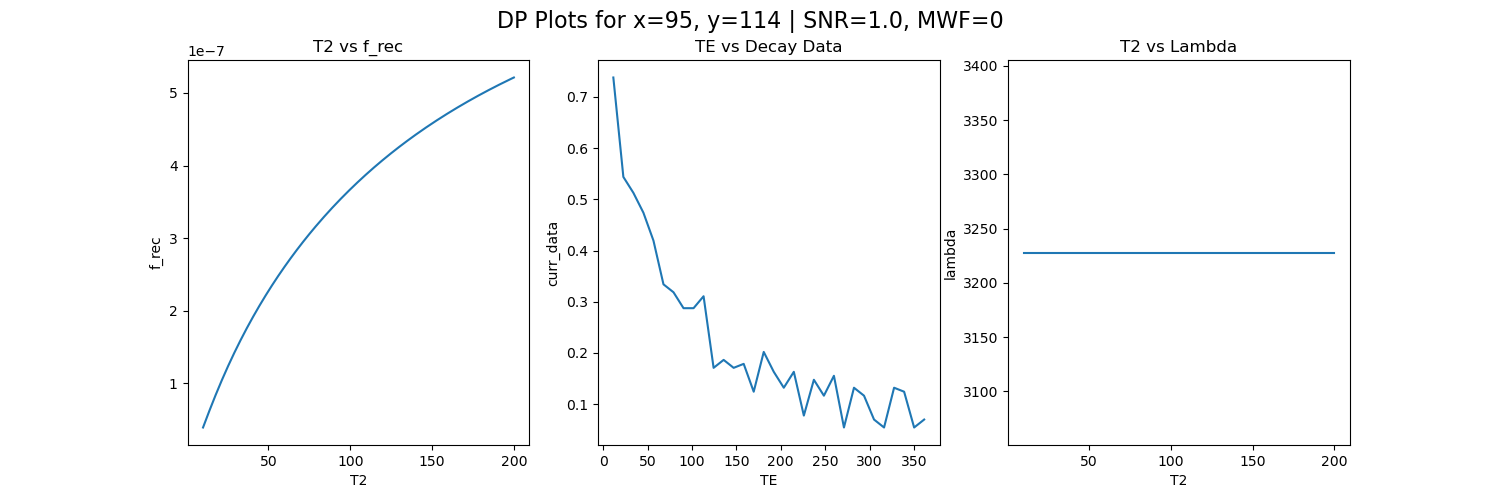 DP Plots for x=95, y=114 | SNR=1.0, MWF=0
T2 vs f_rec
1e−7
5
4
3
2
1
f_rec
50 100 150 200
T2
TE vs Decay Data
0.7
0.6
0.5
0.4
0.3
0.2
0.1
curr_data
0 50 100 150 200 250 300 350
TE
T2 vs Lambda
3400
3350
3300
3250
3200
3150
3100
lambda
50 100 150 200
T2